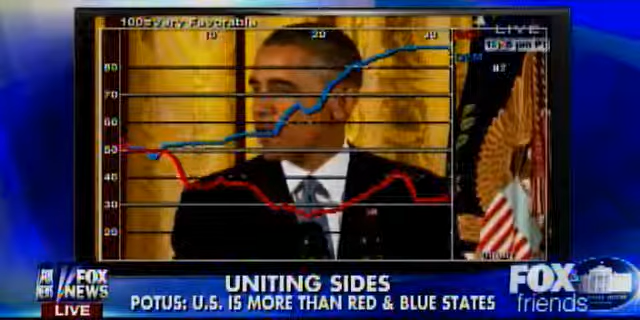 100=Very Favorable
LIVE
10 20 30
80
70
60
50
40
30
20
FOX NEWS
LIVE
UNITING SIDES
POTUS: U.S. IS MORE THAN RED & BLUE STATES
FOX
friends